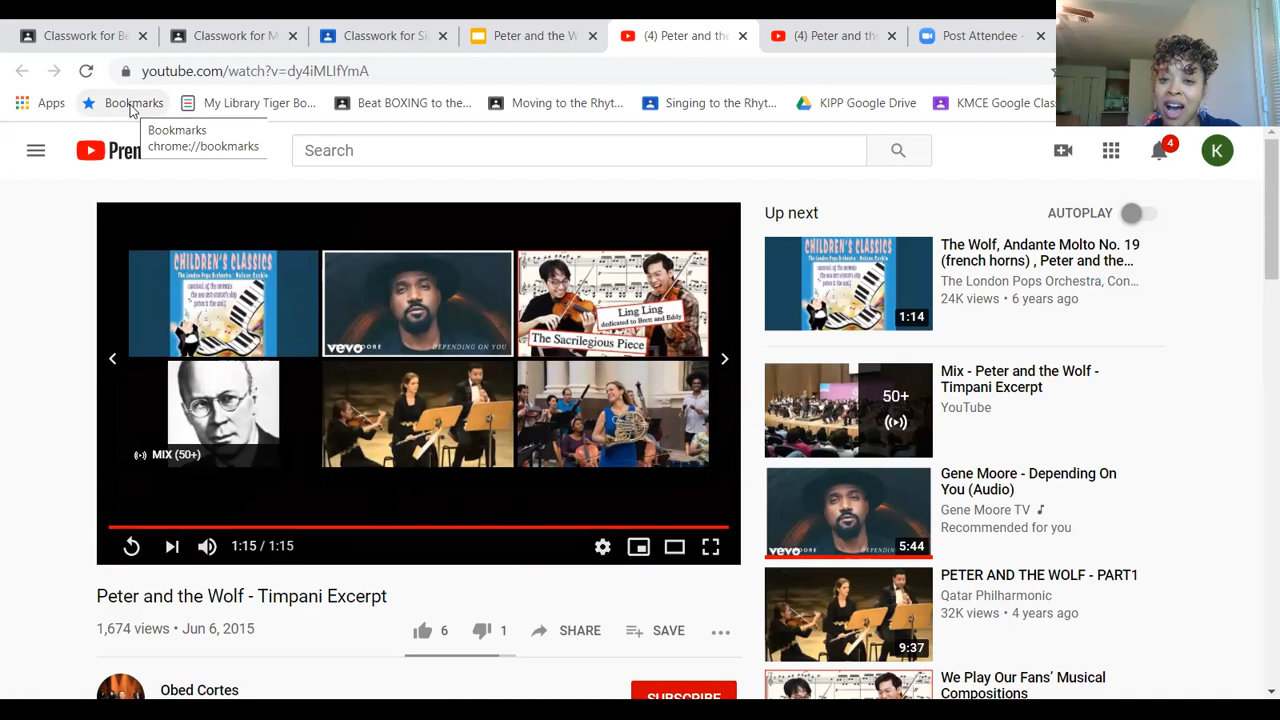 Classwork for Be
Classwork for M
Classwork for Si
Peter and the W
(4) Peter and the
(4) Peter and the
Post Attendee -
youtube.com/watch?v=dy4iMLIfYmA
Apps
Bookmarks
My Library Tiger Bo...
Beat BOXING to the...
Moving to the Rhyt...
Singing to the Rhyt...
KIPP Google Drive
KMCE Google Clas
Bookmarks
chrome://bookmarks
Prem
Search
4
K
Up next
AUTOPLAY
CHILDREN'S CLASSICS
The London Pops Orchestra
vevo
DEPENDING ON YOU
Ling Ling
dedicated to Brett and Eddy
The Sacrilegious Piece
MIX (50+)
1:15 / 1:15
Peter and the Wolf - Timpani Excerpt
1,674 views • Jun 6, 2015
6
1
SHARE
SAVE
Obed Cortes
SUBSCRIBE
CHILDREN'S CLASSICS
1:14
The Wolf, Andante Molto No. 19
(french horns) , Peter and the...
The London Pops Orchestra, Con...
24K views • 6 years ago
50+
Mix - Peter and the Wolf -
Timpani Excerpt
YouTube
vevo
5:44
Gene Moore - Depending On
You (Audio)
Gene Moore TV
Recommended for you
9:37
PETER AND THE WOLF - PART1
Qatar Philharmonic
32K views • 4 years ago
We Play Our Fans' Musical
Compositions